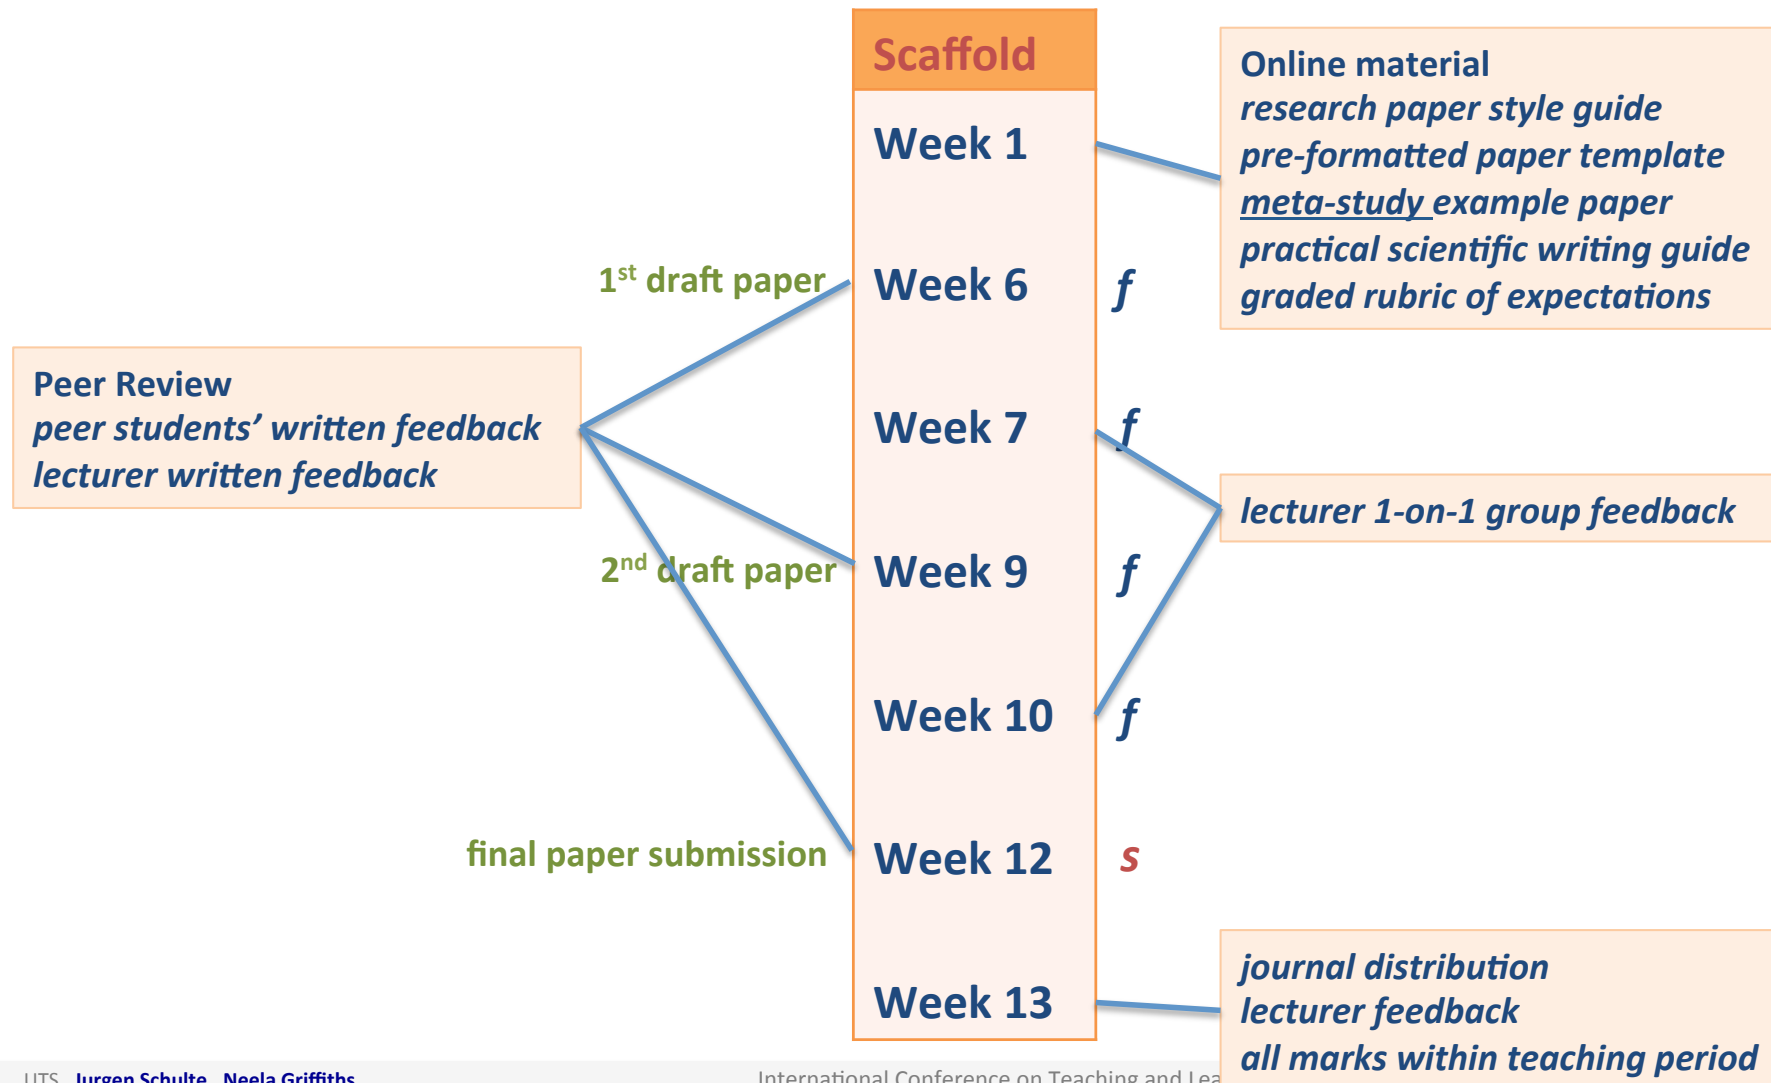 Scaffold
Week 1
Online material
research paper style guide
pre-formatted paper template
meta-study example paper
practical scientific writing guide
graded rubric of expectations
1st draft paper
Week 6
f
Peer Review
peer students' written feedback
lecturer written feedback
Week 7
f
lecturer 1-on-1 group feedback
2nd draft paper
Week 9
f
Week 10
f
final paper submission
Week 12
s
Week 13
journal distribution
lecturer feedback
all marks within teaching period
UTS Jurgen Schulte Neela Griffiths
International Conference on Teaching and